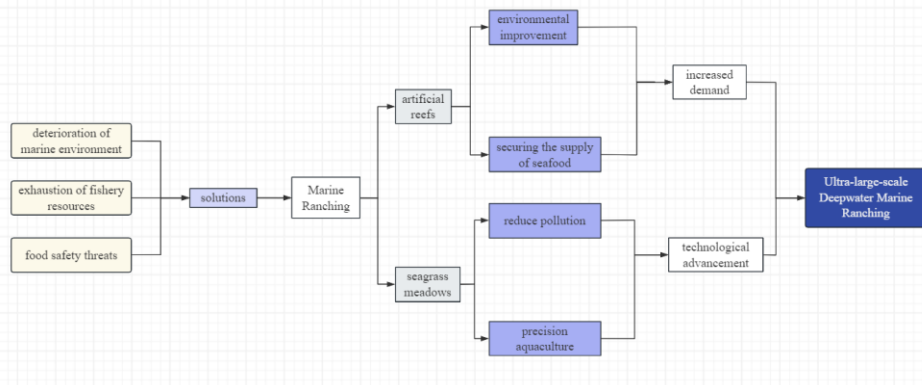 deterioration of
marine environment
exhaustion of fishery
resources
food safety threats
solutions
Marine
Ranching
artificial
reefs
seagrass
meadows
environmental
improvement
securing the supply
of seafood
reduce pollution
precision
aquaculture
increased
demand
technological
advancement
Ultra-large-scale
Deepwater Marine
Ranching